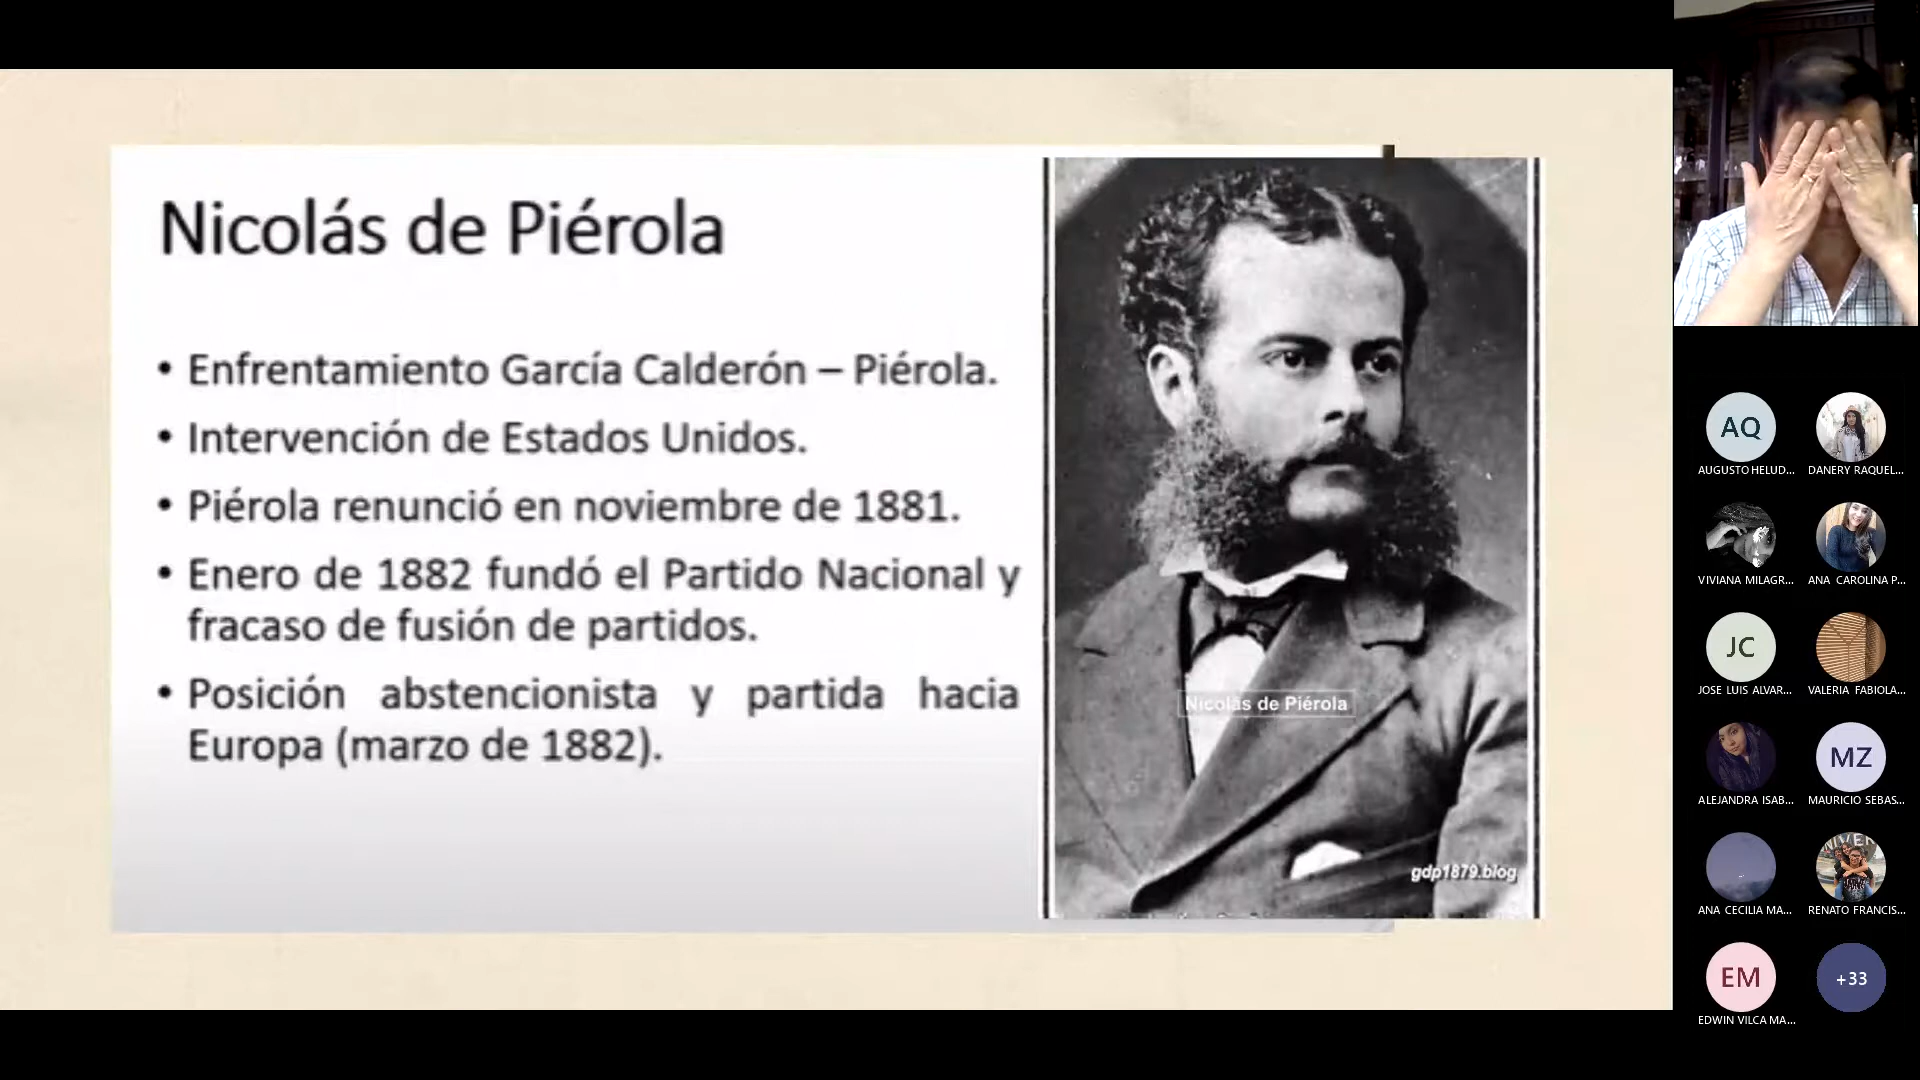 Nicolás de Piérola
• Enfrentamiento García Calderón – Piérola.
• Intervención de Estados Unidos.
• Piérola renunció en noviembre de 1881.
• Enero de 1882 fundó el Partido Nacional y
fracaso de fusión de partidos.
• Posición abstencionista y partida hacia
Europa (marzo de 1882).
Nicolás de Piérola
gdp1879.blog
AQ
AUGUSTO HELUD...
DANERY RAQUEL...
VIVIANA MILAGR...
ANA CAROLINA P...
JC
JOSE LUIS ALVAR...
VALERIA FABIOLA...
ALEJANDRA ISAB...
MZ
MAURICIO SEBAS...
ANA CECILIA MA...
RENATO FRANCIS...
EM
EDWIN VILCA MA...
+33